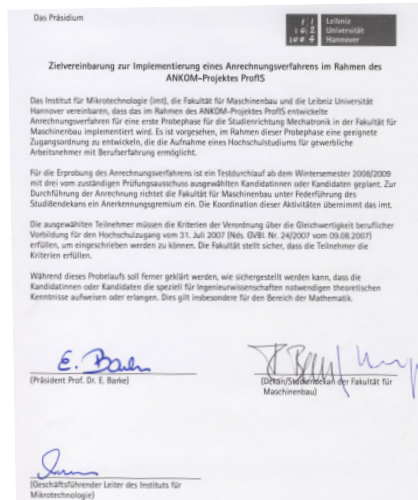 Das Präsidium
Leibniz
Universität
Hannover
Zielvereinbarung zur Implementierung eines Anrechnungsverfahrens im Rahmen des
ANKOM-Projektes ProfIS
Das Institut für Mikrotechnologie (imt), die Fakultät für Maschinenbau und die Leibniz Universität
Hannover vereinbaren, dass das im Rahmen des ANKOM-Projektes ProfIS entwickelte
Anrechnungsverfahren für eine erste Probephase für die Studienrichtung Mechatronik in der Fakultät für
Maschinenbau implementiert wird. Es ist vorgesehen, im Rahmen dieser Probephase eine geeignete
Zugangsordnung zu entwickeln, die die Aufnahme eines Hochschulstudiums für gewerbliche
Arbeitsnehmer mit Berufserfahrung ermöglicht.
Für die Erprobung des Anrechnungsverfahrens ist ein Testdurchlauf ab dem Wintersemester 2008/2009
mit drei vom zuständigen Prüfungsausschuss ausgewählten Kandidatinnen oder Kandidaten geplant. Zur
Durchführung der Anrechnung richtet die Fakultät für Maschinenbau unter Federführung des
Studiendekans ein Anerkennungsgremium ein. Die Koordination dieser Aktivitäten übernimmt das imt.
Die ausgewählten Teilnehmer müssen die Kriterien der Verordnung über die Gleichwertigkeit beruflicher
Vorbildung für den Hochschulzugang vom 31. Juli 2007 (Nds. GVBl. Nr. 24/2007 vom 09.08.2007)
erfüllen, um eingeschrieben werden zu können. Die Fakultät stellt sicher, dass die Teilnehmer die
Kriterien erfüllen.
Während dieses Probelaufs soll ferner geklärt werden, wie sichergestellt werden kann, dass die
Kandidatinnen oder Kandidaten die speziell für Ingenieurwissenschaften notwendigen theoretischen
Kenntnisse aufweisen oder erlangen. Dies gilt insbesondere für den Bereich der Mathematik.
E. Barke
(Präsident Prof. Dr. E. Barke)
(Dekan/Studiendekan der Fakultät für
Maschinenbau)
(Geschäftsführender Leiter des Instituts für
Mikrotechnologie)